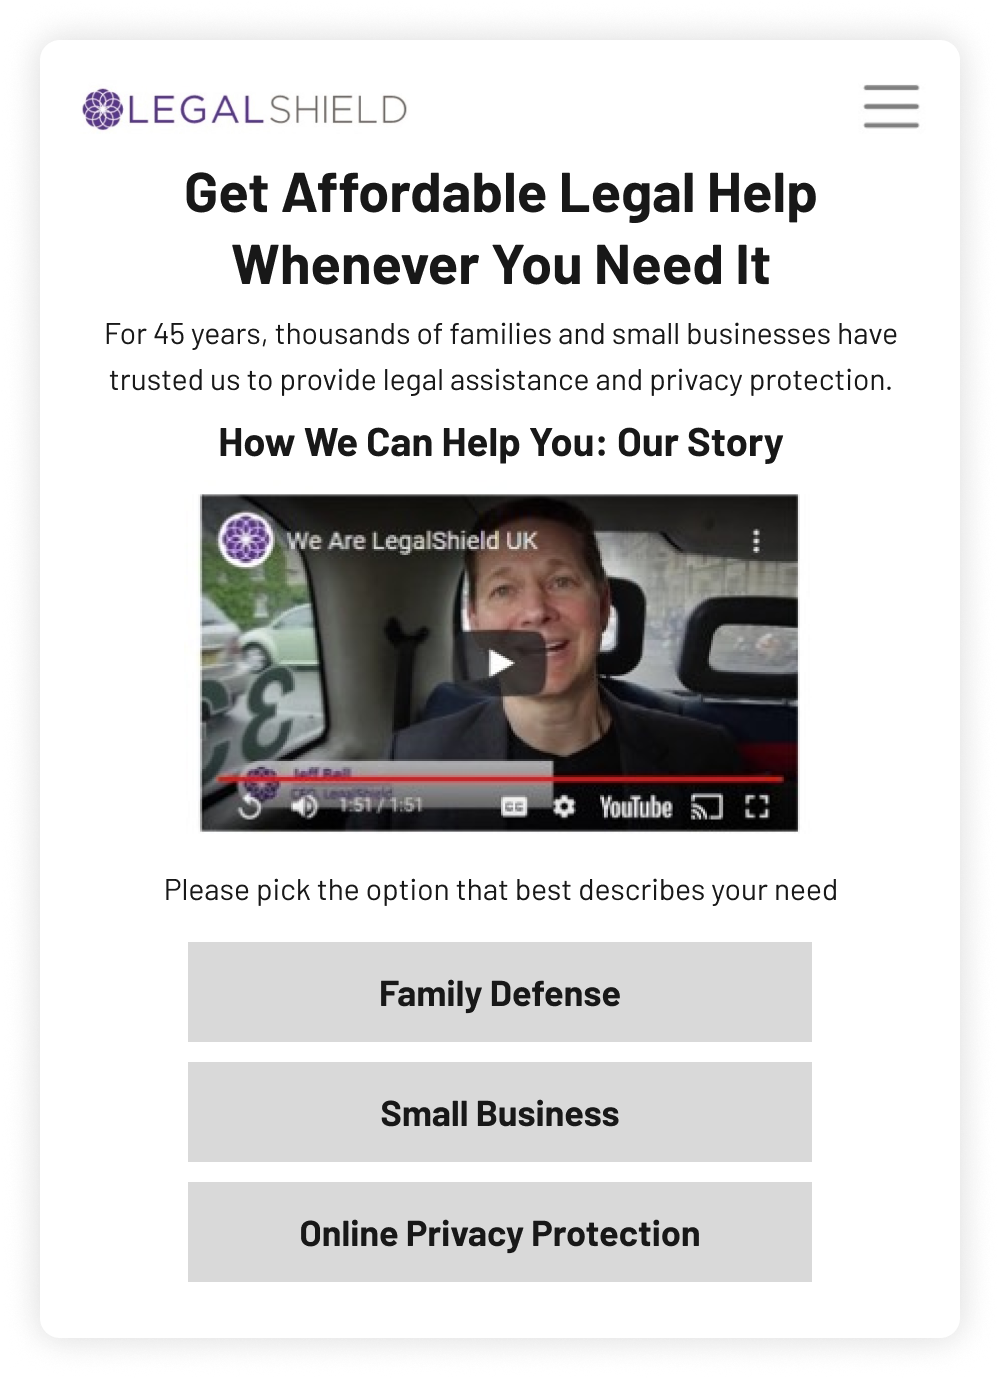 LEGALSHIELD
Get Affordable Legal Help
Whenever You Need It
For 45 years, thousands of families and small businesses have
trusted us to provide legal assistance and privacy protection.
How We Can Help You: Our Story
We Are LegalShield UK
Jeff Bell
CEO, LegalShield
1:51 / 1:51
CC
YouTube
Please pick the option that best describes your need
Family Defense
Small Business
Online Privacy Protection